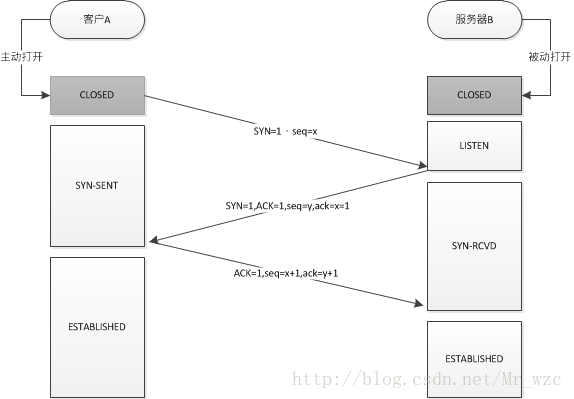 客户A
服务器B
主动打开
被动打开
CLOSED
CLOSED
SYN=1 · seq=x
LISTEN
SYN-SENT
SYN=1,ACK=1,seq=y,ack=x=1
SYN-RCVD
ACK=1,seq=x+1,ack=y+1
ESTABLISHED
ESTABLISHED
http://blog.csdn.net/Mr_wzc